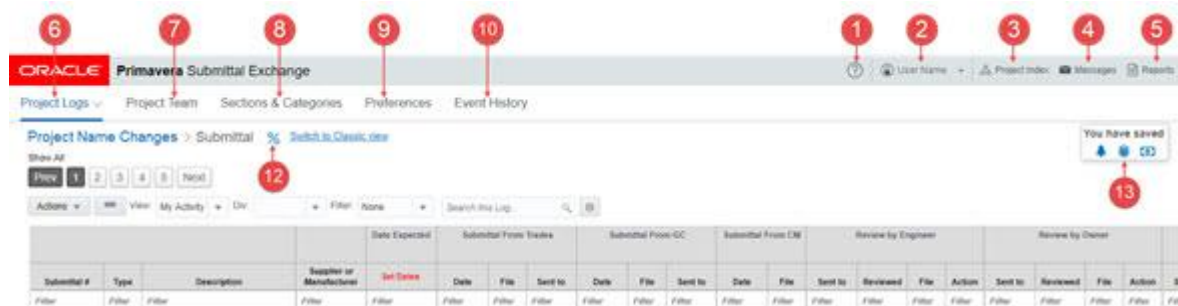 6 7 8 9 10 1 2 3 4 5
ORACLE Primavera Submittal Exchange User Name Project Index Messages Reports
Project Logs Project Team Sections & Categories Preferences Event History
Project Name Changes > Submittal % Switch to Classic view You have saved
Show All
Prev 1 2 3 4 5 Next 12 13
Actions View My Activity Div Filter None Search this Log...
Date Expected Submittal From Trades Submittal From GC Submittal From CM Review by Engineer Review by Owner
Submittal # Type Description Supplier or Manufacturer Set Dates Date File Sent to Date File Sent to Date File Sent to Reviewed File Action Sent to Reviewed File Action
Filter Filter Filter Filter Filter Filter Filter Filter Filter Filter Filter Filter Filter Filter Filter Filter Filter Filter Filter Filter Filter